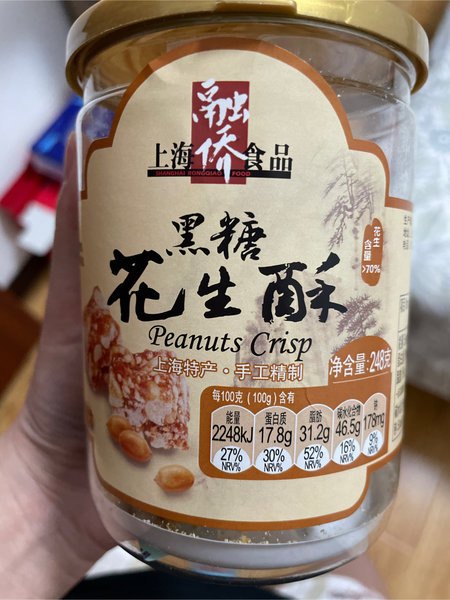 融侨
上海 食品
SHANGHAI RONGQIAO FOOD
黑糖
花生酥
花生
含量
>70%
Peanuts Crisp
上海特产·手工精制
净含量:248克
每100克(100g)含有
能量 蛋白质 脂肪 碳水化合物 钠
2248kJ 17.8g 31.2g 46.5g 178mg
27% 30% 52% 16% 9%
NRV% NRV% NRV% NRV% NRV%